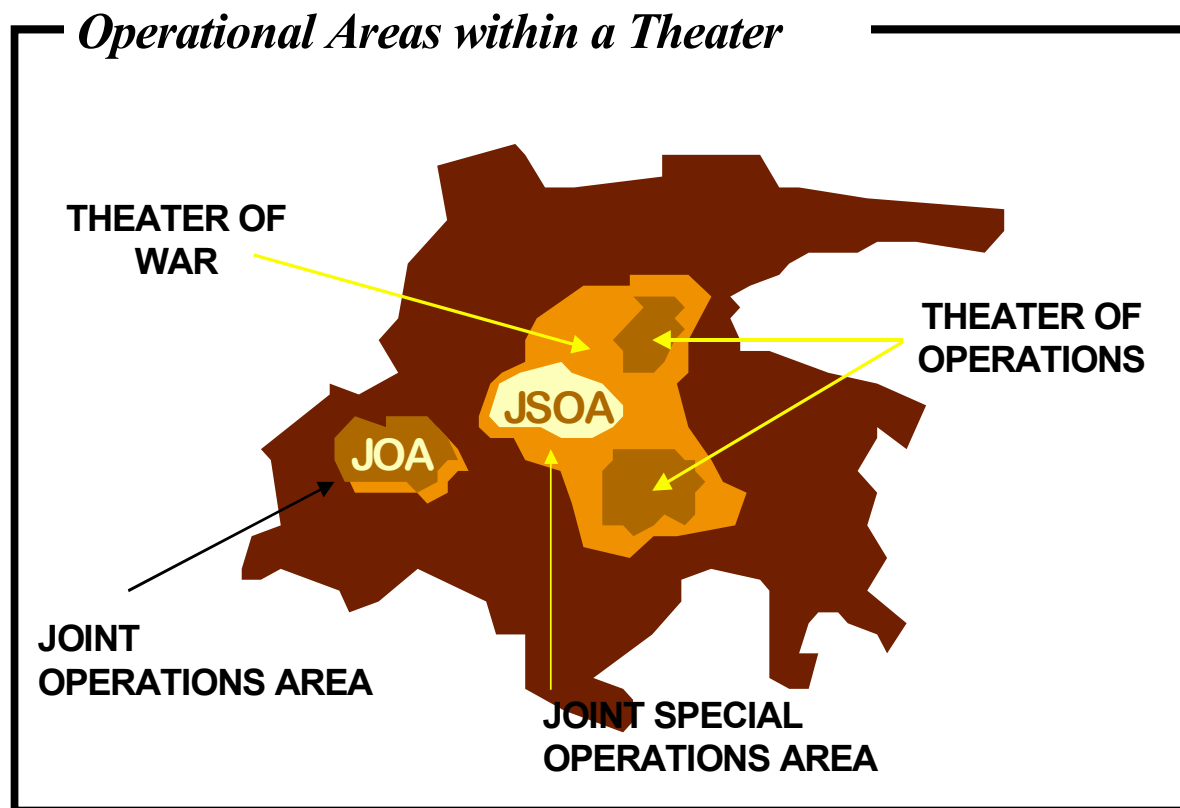 Operational Areas within a Theater
THEATER OF
WAR
THEATER OF
OPERATIONS
JSOA
JOA
JOINT
OPERATIONS AREA
JOINT SPECIAL
OPERATIONS AREA